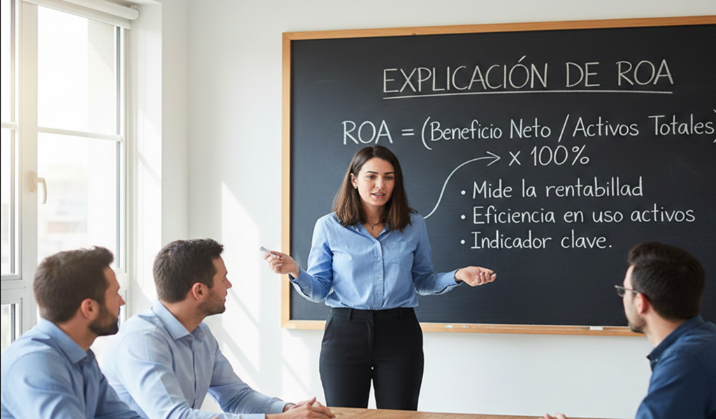 EXPLICACIÓN DE ROA
ROA = (Beneficio Neto / Activos Totales)
x 100%
• Mide la rentabillad
• Eficiencia en uso activos
• Indicador clave.